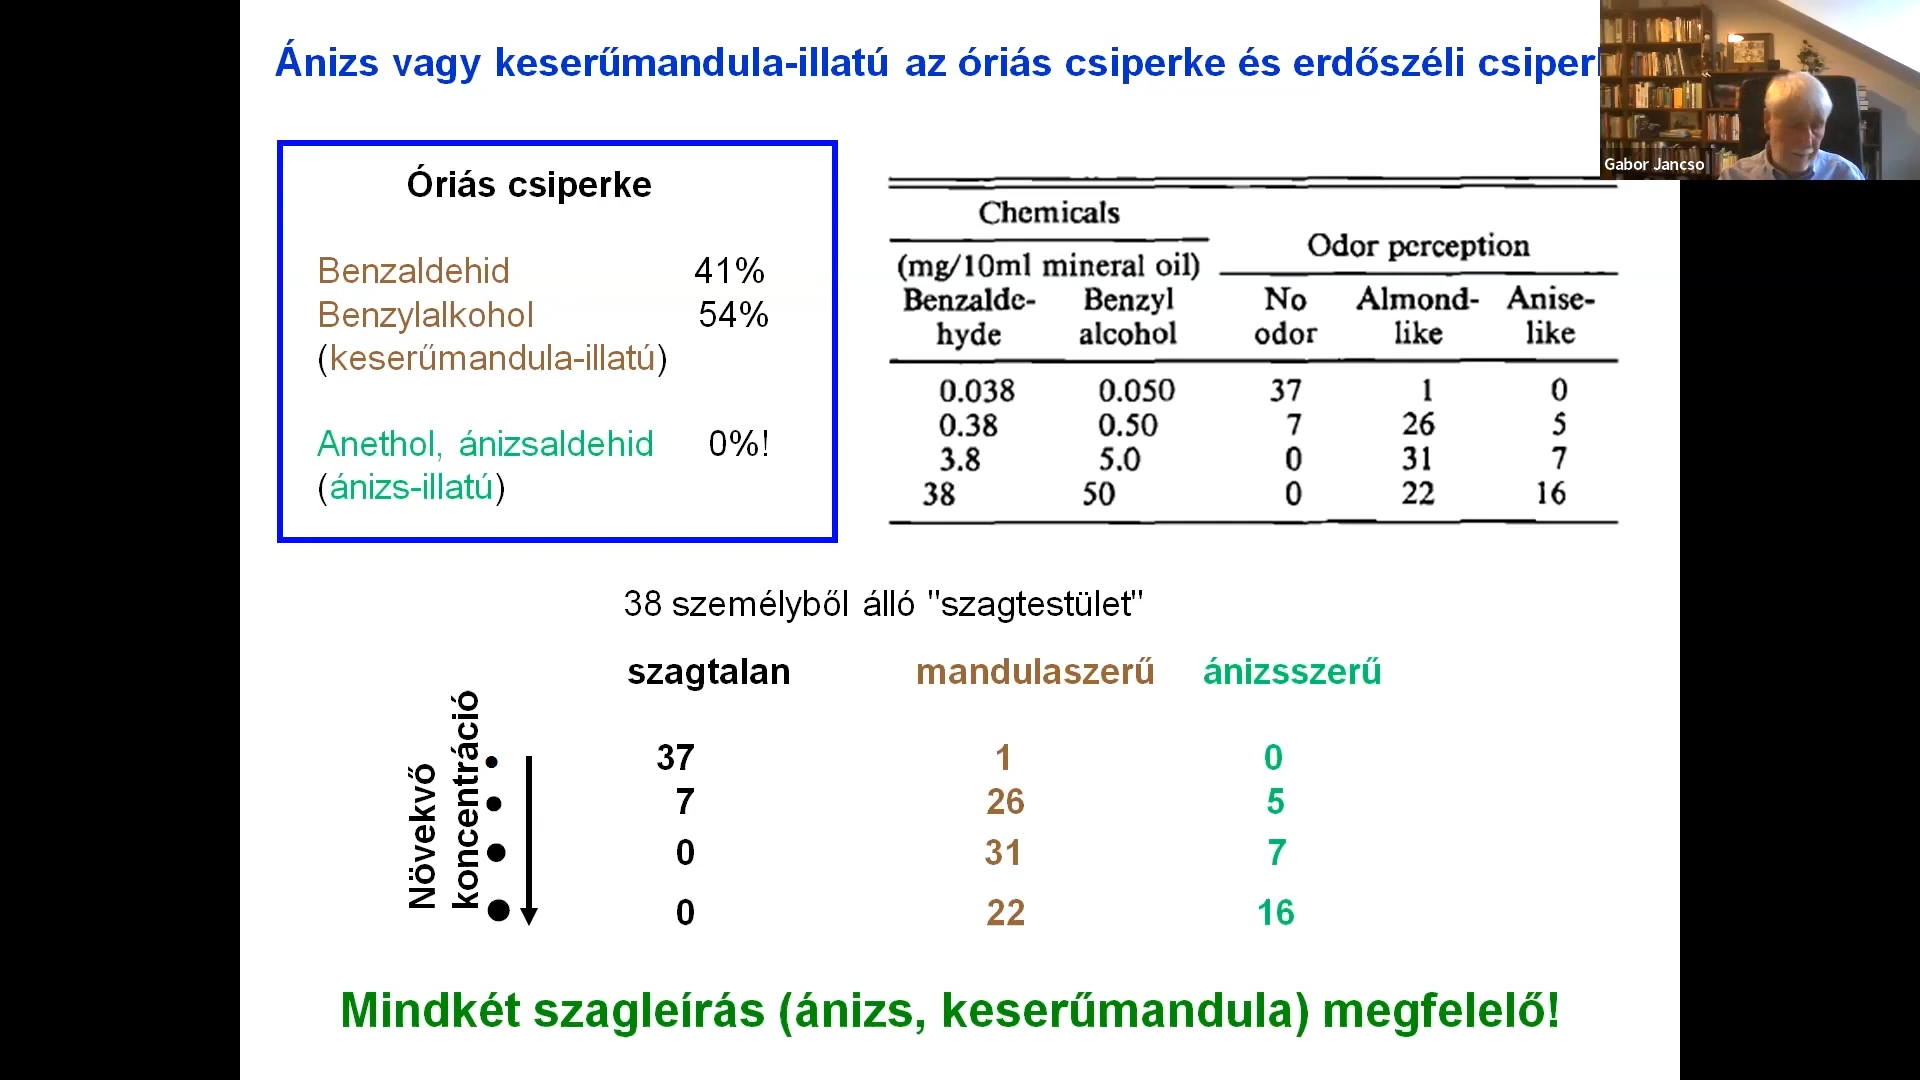 Ánizs vagy keserűmandula-illatú az óriás csiperke és erdőszéli
Gabor Jancso
Óriás csiperke
Benzaldehid 41%
Benzylalkohol 54%
(keserűmandula-illatú)
Anethol, ánizsaldehid 0%!
(ánizs-illatú)
Chemicals
Odor perception
(mg/10ml mineral oil)
Benzalde- Benzyl No Almond- Anise-
hyde alcohol odor like like
0.038 0.050 37 1 0
0.38 0.50 7 26 5
3.8 5.0 0 31 7
38 50 0 22 16
38 személyből álló "szagtestület"
szagtalan mandulaszerű ánizsszerű
Növekvő
koncentráció
37 1 0
7 26 5
0 31 7
0 22 16
Mindkét szagleírás (ánizs, keserűmandula) megfelelő!